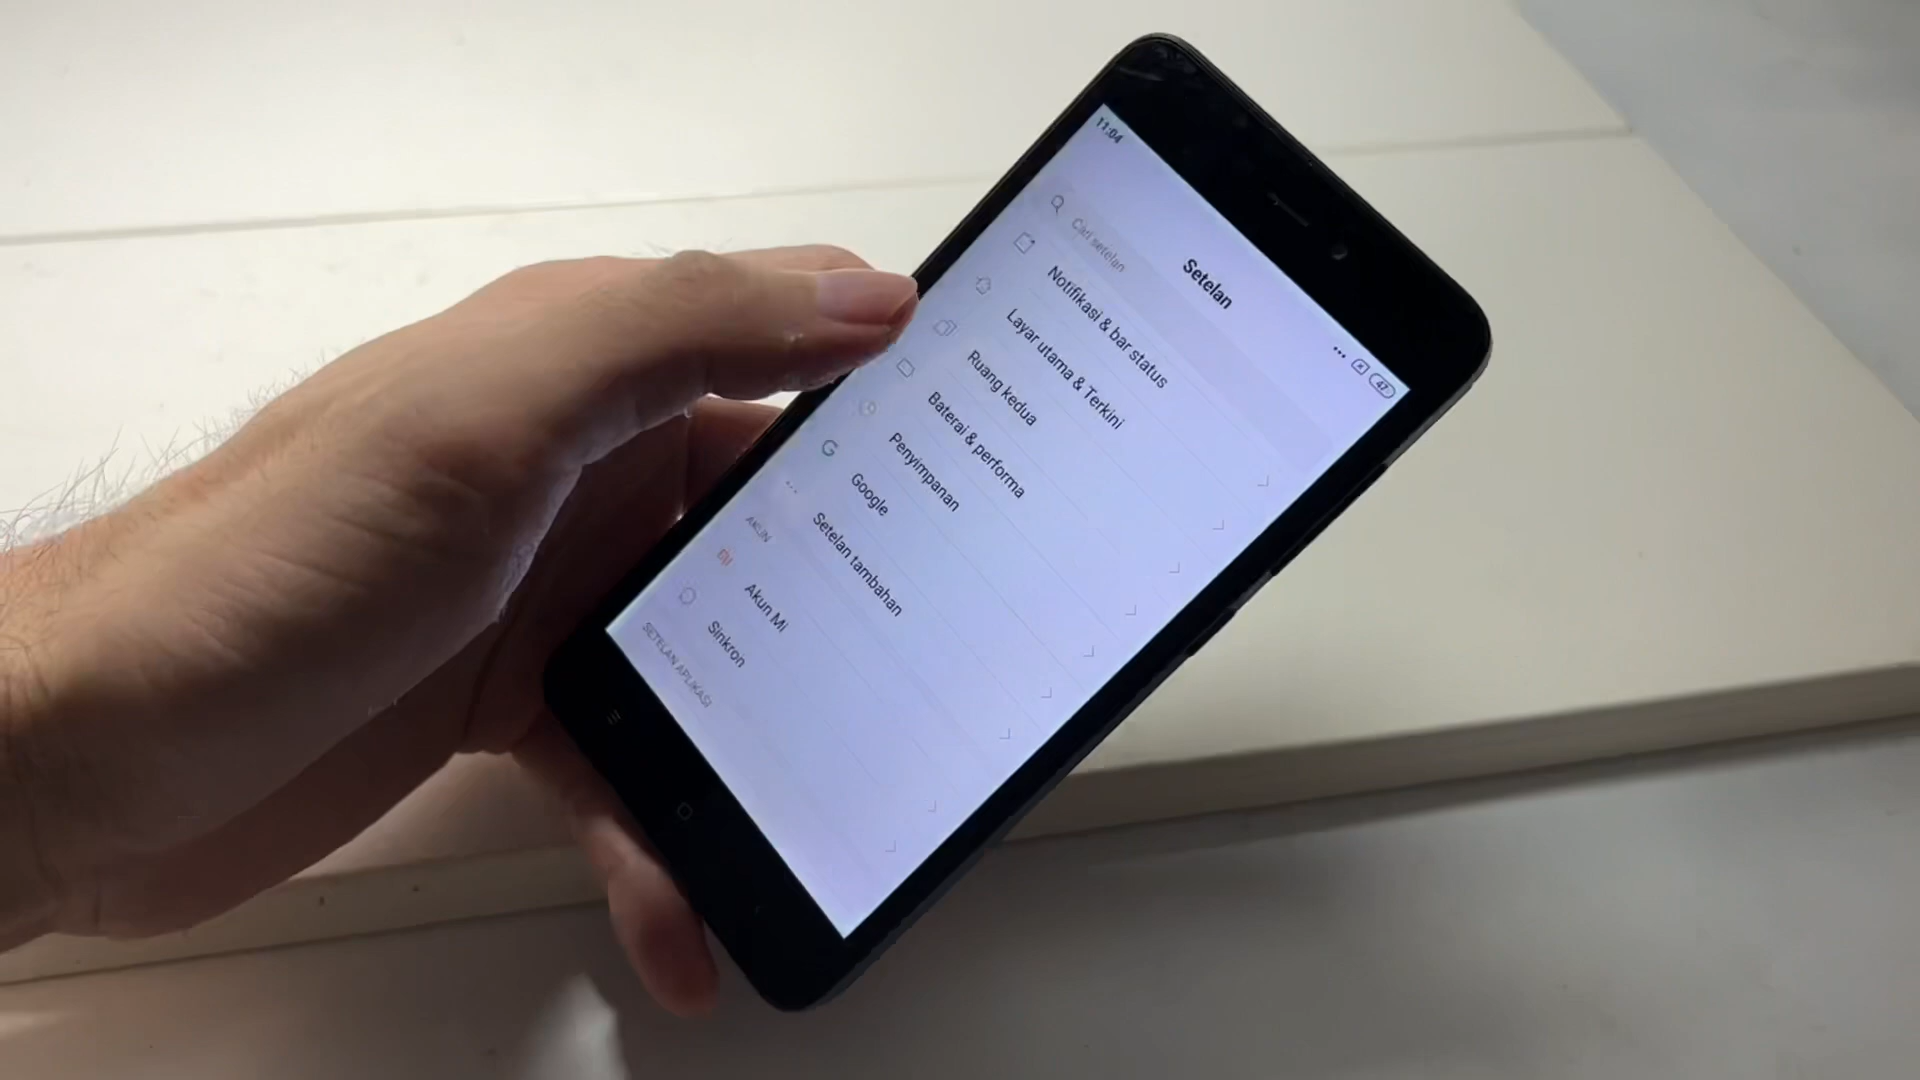 11:04
47
Setelan
Cari setelan
Notifikasi & bar status
Layar utama & Terkini
Ruang kedua
Baterai & performa
Penyimpanan
Google
Setelan tambahan
AKUN
Akun Mi
Sinkron
SETELAN APLIKASI